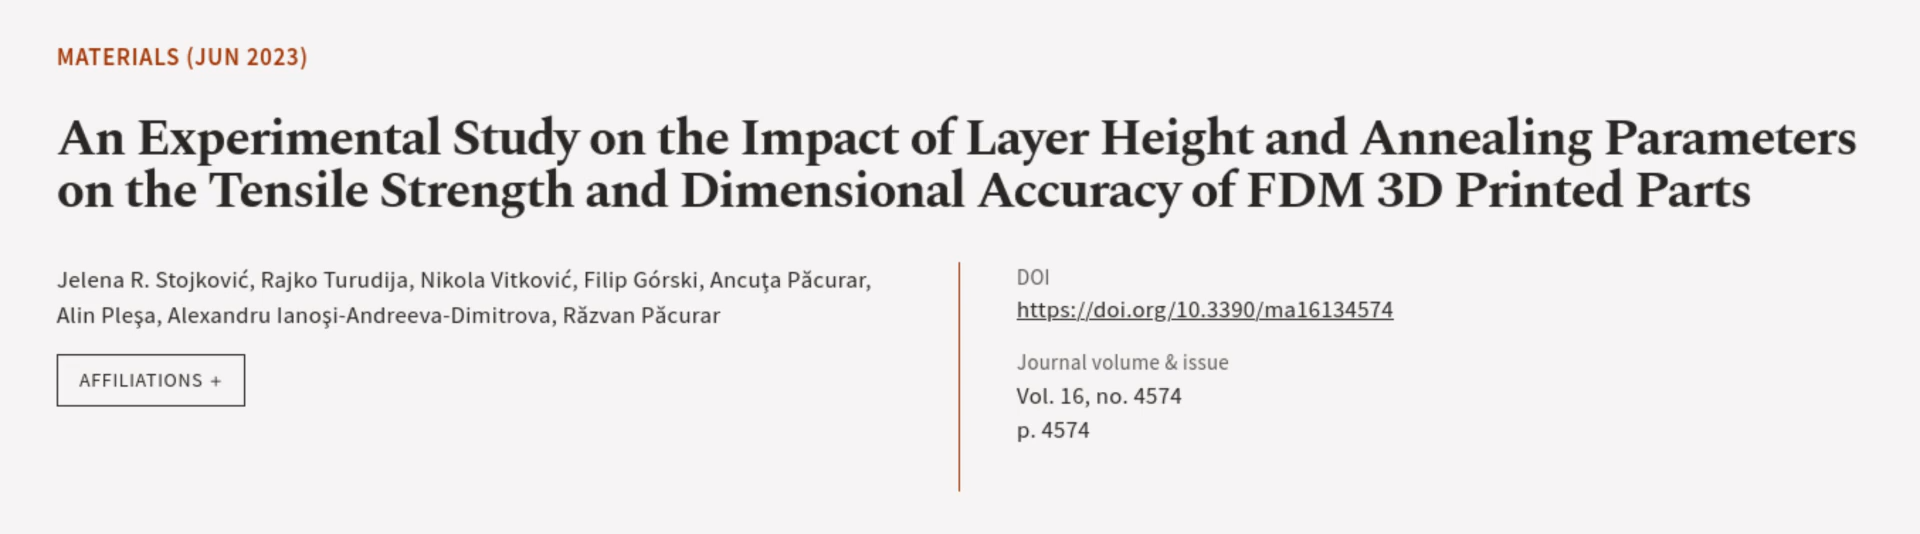 MATERIALS (JUN 2023)
An Experimental Study on the Impact of Layer Height and Annealing Parameters
on the Tensile Strength and Dimensional Accuracy of FDM 3D Printed Parts
Jelena R. Stojković, Rajko Turudija, Nikola Vitković, Filip Górski, Ancuţa Păcurar,
Alin Pleşa, Alexandru Ianoşi-Andreeva-Dimitrova, Răzvan Păcurar
AFFILIATIONS +
DOI
https://doi.org/10.3390/ma16134574
Journal volume & issue
Vol. 16, no. 4574
p. 4574